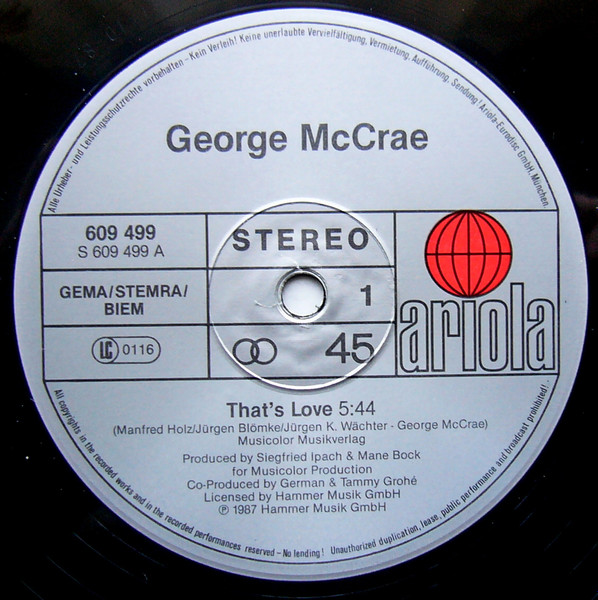 Alle Urheber- und Leistungsschutzrechte vorbehalten – Kein Verleih! Keine unerlaubte Vervielfältigung, Vermietung, Aufführung, Sendung! Ariola-Eurodisc GmbH, München
George McCrae
609 499
S 609 499 A
STEREO
GEMA/STEMRA/
BIEM
1
LC 0116
45
ariola
That's Love 5:44
(Manfred Holz/Jürgen Blömke/Jürgen K. Wächter - George McCrae)
Musicolor Musikverlag
Produced by Siegfried Ipach & Mane Bock
for Musicolor Production
Co-Produced by German & Tammy Grohé
Licensed by Hammer Musik GmbH
℗ 1987 Hammer Musik GmbH
All copyrights in the recorded works and in the recorded performances reserved – No lending! Unauthorized duplication, lease, public performance and broadcast prohibited!